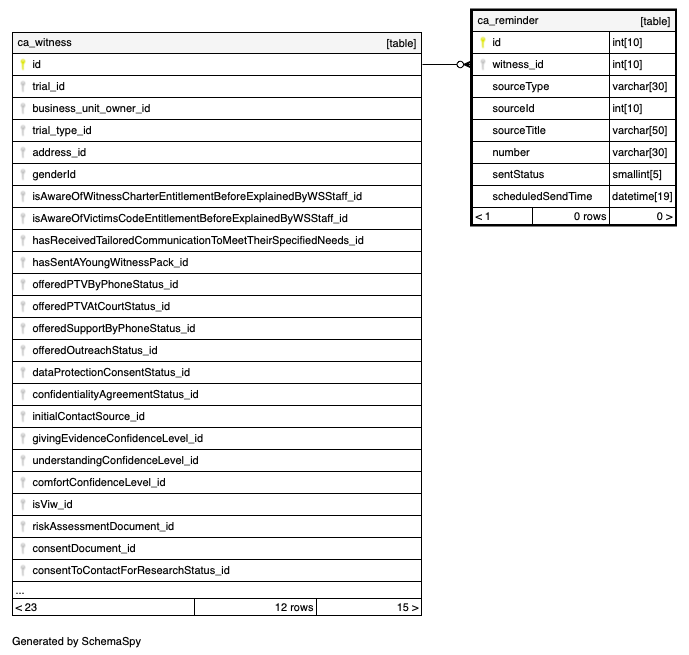 ca_witness [table]
id
trial_id
business_unit_owner_id
trial_type_id
address_id
genderId
isAwareOfWitnessCharterEntitlementBeforeExplainedByWSStaff_id
isAwareOfVictimsCodeEntitlementBeforeExplainedByWSStaff_id
hasReceivedTailoredCommunicationToMeetTheirSpecifiedNeeds_id
hasSentAYoungWitnessPack_id
offeredPTVByPhoneStatus_id
offeredPTVAtCourtStatus_id
offeredSupportByPhoneStatus_id
offeredOutreachStatus_id
dataProtectionConsentStatus_id
confidentialityAgreementStatus_id
initialContactSource_id
givingEvidenceConfidenceLevel_id
understandingConfidenceLevel_id
comfortConfidenceLevel_id
isViw_id
riskAssessmentDocument_id
consentDocument_id
consentToContactForResearchStatus_id
...
< 23 12 rows 15 >
ca_reminder [table]
id int[10]
witness_id int[10]
sourceType varchar[30]
sourceId int[10]
sourceTitle varchar[50]
number varchar[30]
sentStatus smallint[5]
scheduledSendTime datetime[19]
< 1 0 rows 0 >
Generated by SchemaSpy